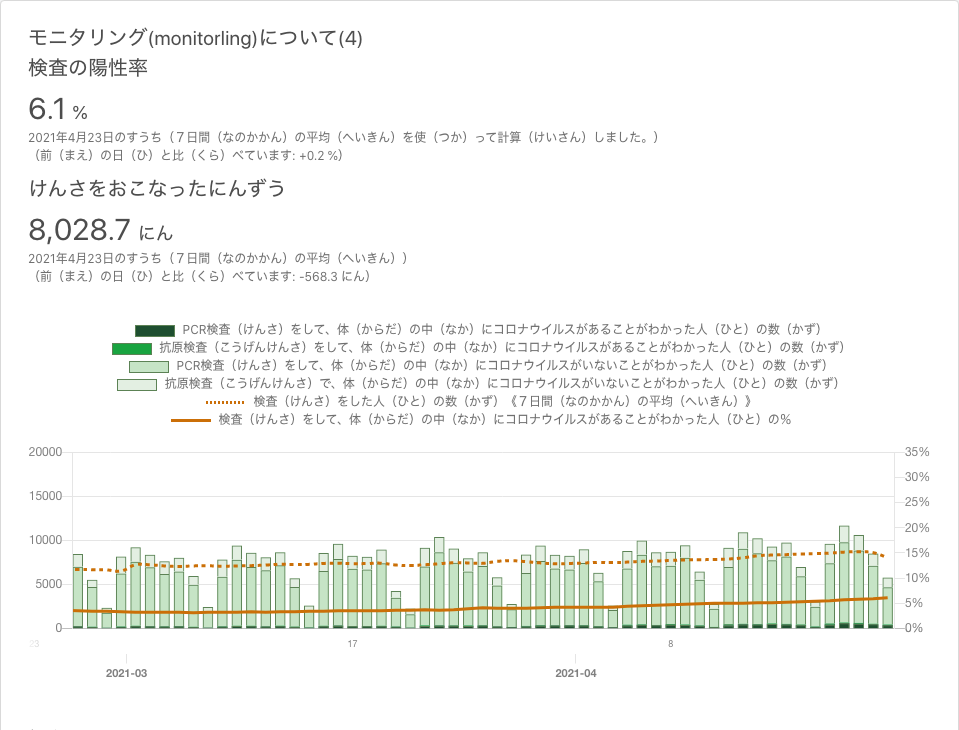 モニタリング(monitorling)について(4)
検査の陽性率
6.1 %
2021年4月23日のすうち（７日間（なのかかん）の平均（へいきん）を使（つか）って計算（けいさん）しました。）
（前（まえ）の日（ひ）と比（くら）べています: +0.2 %）
けんさをおこなったにんずう
8,028.7 にん
2021年4月23日のすうち（７日間（なのかかん）の平均（へいきん））
（前（まえ）の日（ひ）と比（くら）べています: -568.3 にん）
PCR検査（けんさ）をして、体（からだ）の中（なか）にコロナウイルスがあることがわかった人（ひと）の数（かず）
抗原検査（こうげんけんさ）をして、体（からだ）の中（なか）にコロナウイルスがあることがわかった人（ひと）の数（かず）
PCR検査（けんさ）をして、体（からだ）の中（なか）にコロナウイルスがいないことがわかった人（ひと）の数（かず）
抗原検査（こうげんけんさ）で、体（からだ）の中（なか）にコロナウイルスがいないことがわかった人（ひと）の数（かず）
検査（けんさ）をした人（ひと）の数（かず）《７日間（なのかかん）の平均（へいきん）》
検査（けんさ）をして、体（からだ）の中（なか）にコロナウイルスがあることがわかった人（ひと）の%
20000 35%
30%
15000 25%
20%
10000 15%
5000 10%
5%
0 0%
23 17 8
2021-03 2021-04